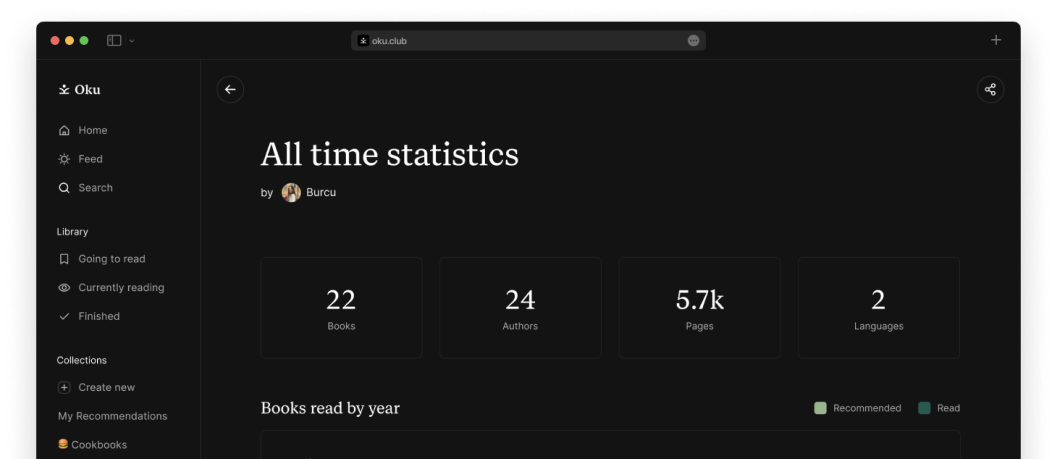 oku.club
Oku
Home
Feed
Search
Library
Going to read
Currently reading
Finished
Collections
Create new
My Recommendations
Cookbooks
All time statistics
by Burcu
22
Books
24
Authors
5.7k
Pages
2
Languages
Books read by year
Recommended
Read